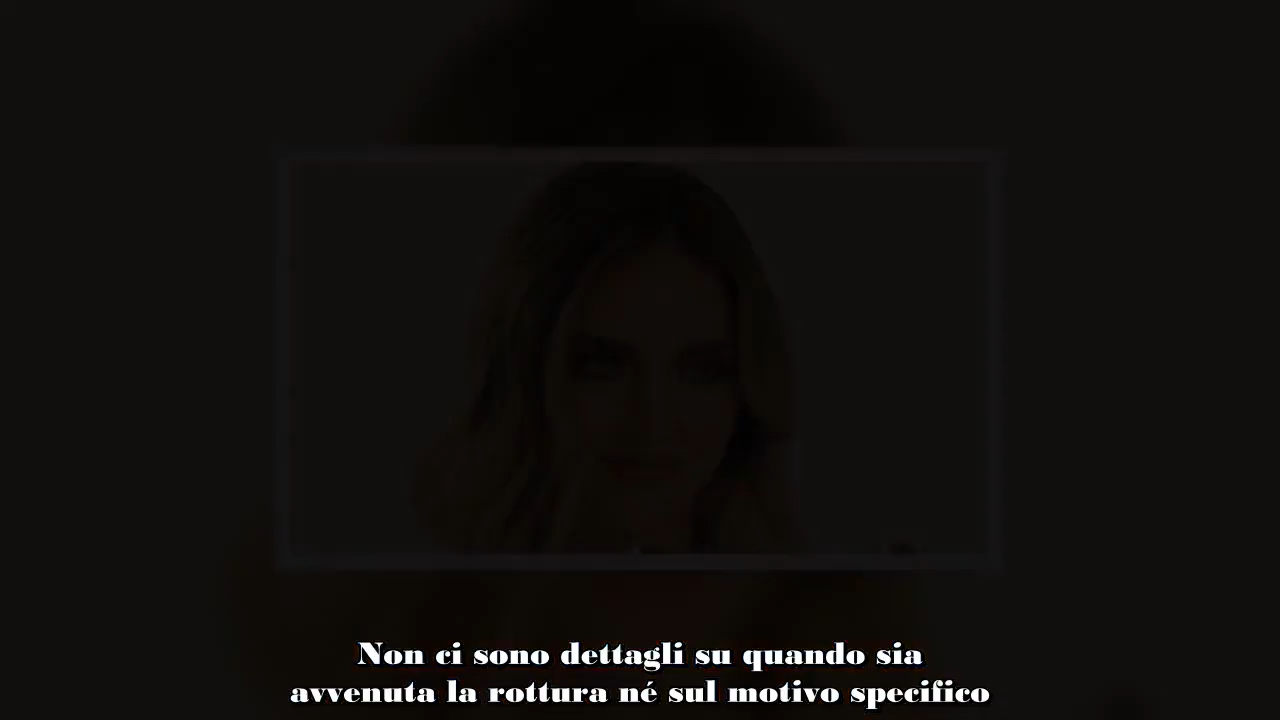 Non ci sono dettagli su quando sia
avvenuta la rottura né sul motivo specifico